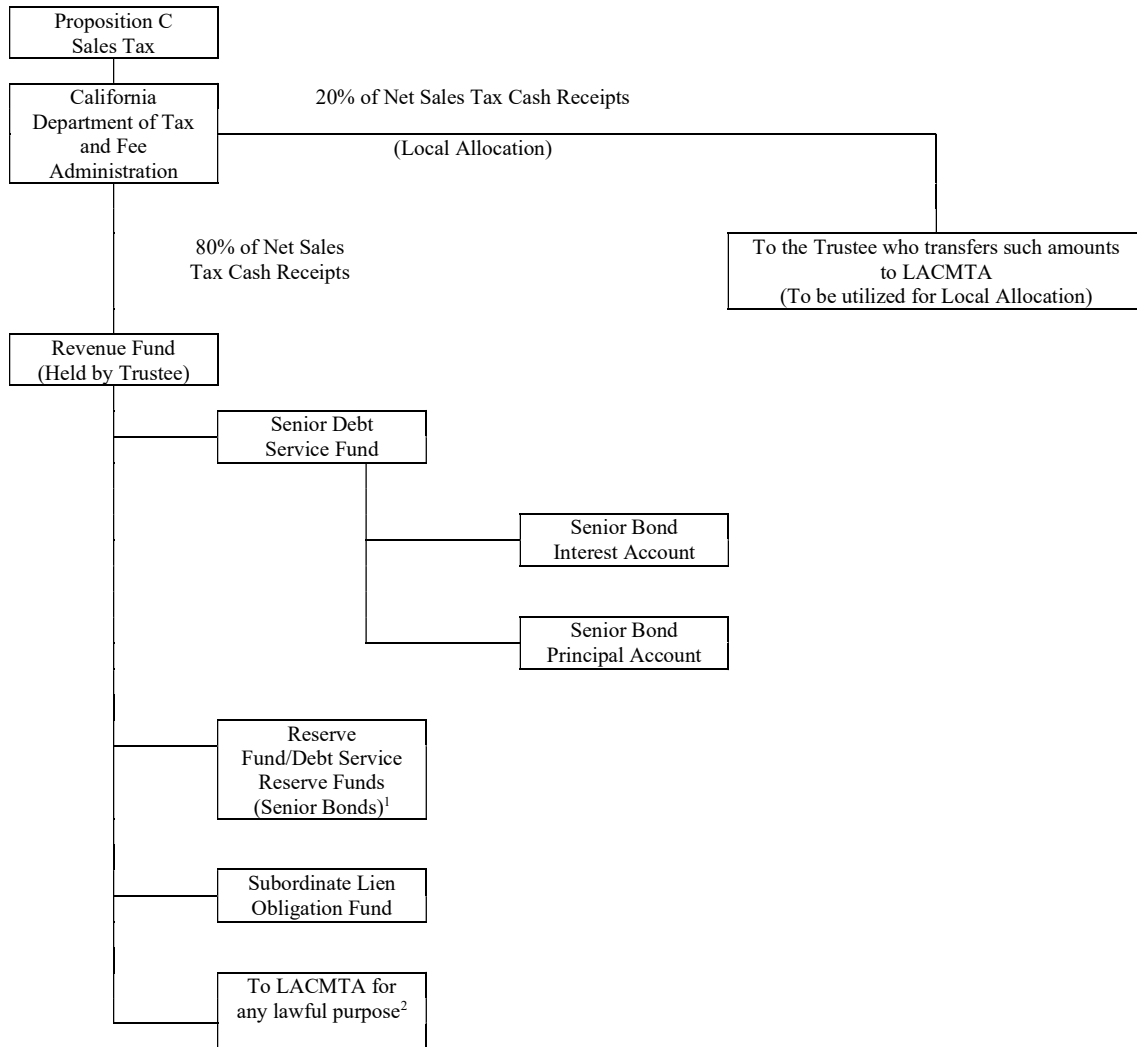 Proposition C
Sales Tax
California
Department of Tax
and Fee
Administration
20% of Net Sales Tax Cash Receipts
(Local Allocation)
80% of Net Sales
Tax Cash Receipts
To the Trustee who transfers such amounts
to LACMTA
(To be utilized for Local Allocation)
Revenue Fund
(Held by Trustee)
Senior Debt
Service Fund
Senior Bond
Interest Account
Senior Bond
Principal Account
Reserve
Fund/Debt Service
Reserve Funds
(Senior Bonds)¹
Subordinate Lien
Obligation Fund
To LACMTA for
any lawful purpose²